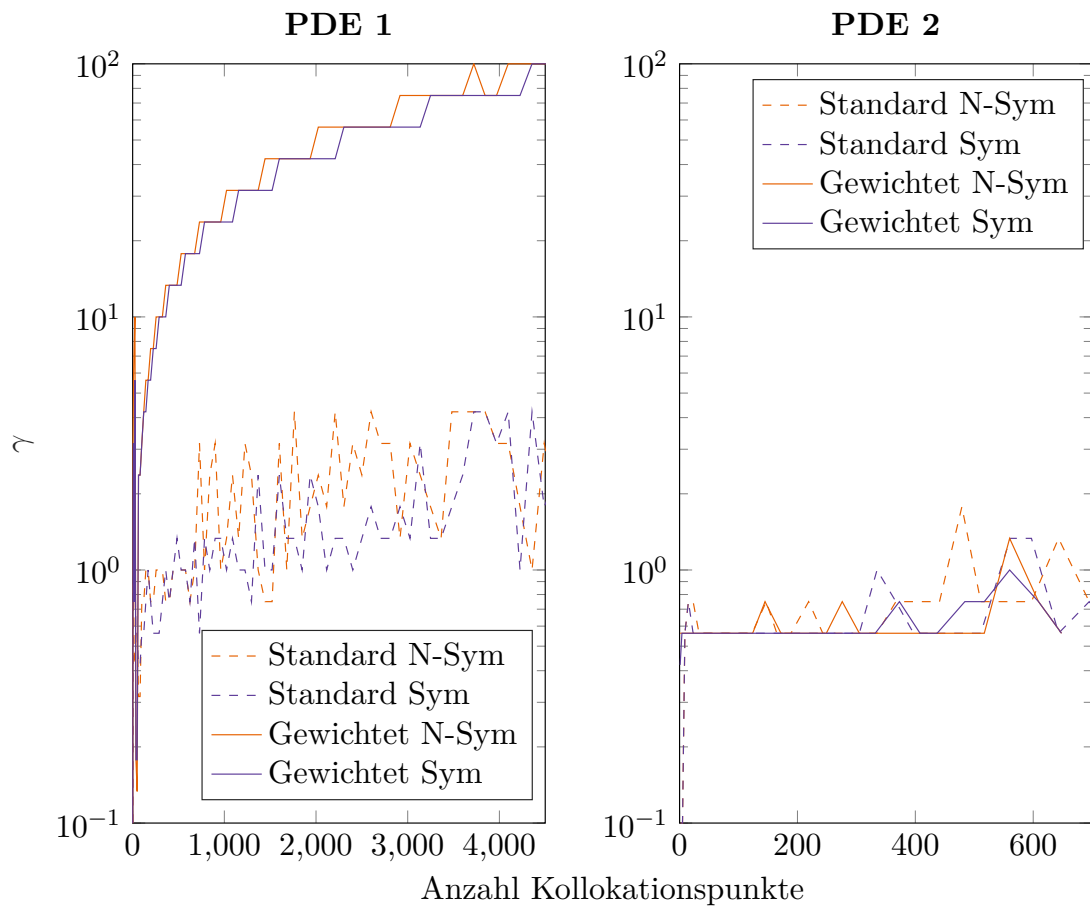 PDE 1
PDE 2
10^2
10^1
10^0
10^−1
γ
0
1,000
2,000
3,000
4,000
Standard N-Sym
Standard Sym
Gewichtet N-Sym
Gewichtet Sym
10^2
10^1
10^0
10^−1
0
200
400
600
Standard N-Sym
Standard Sym
Gewichtet N-Sym
Gewichtet Sym
Anzahl Kollokationspunkte